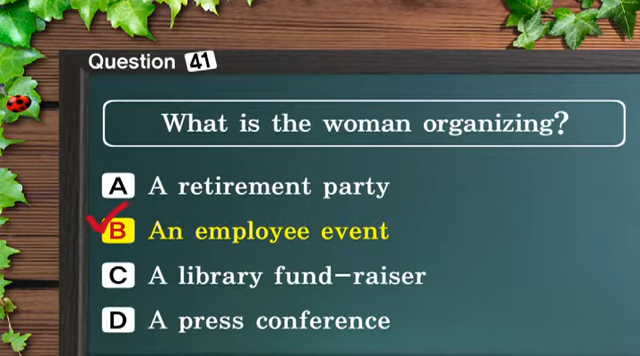 Question 41
What is the woman organizing?
A A retirement party
B An employee event
C A library fund-raiser
D A press conference